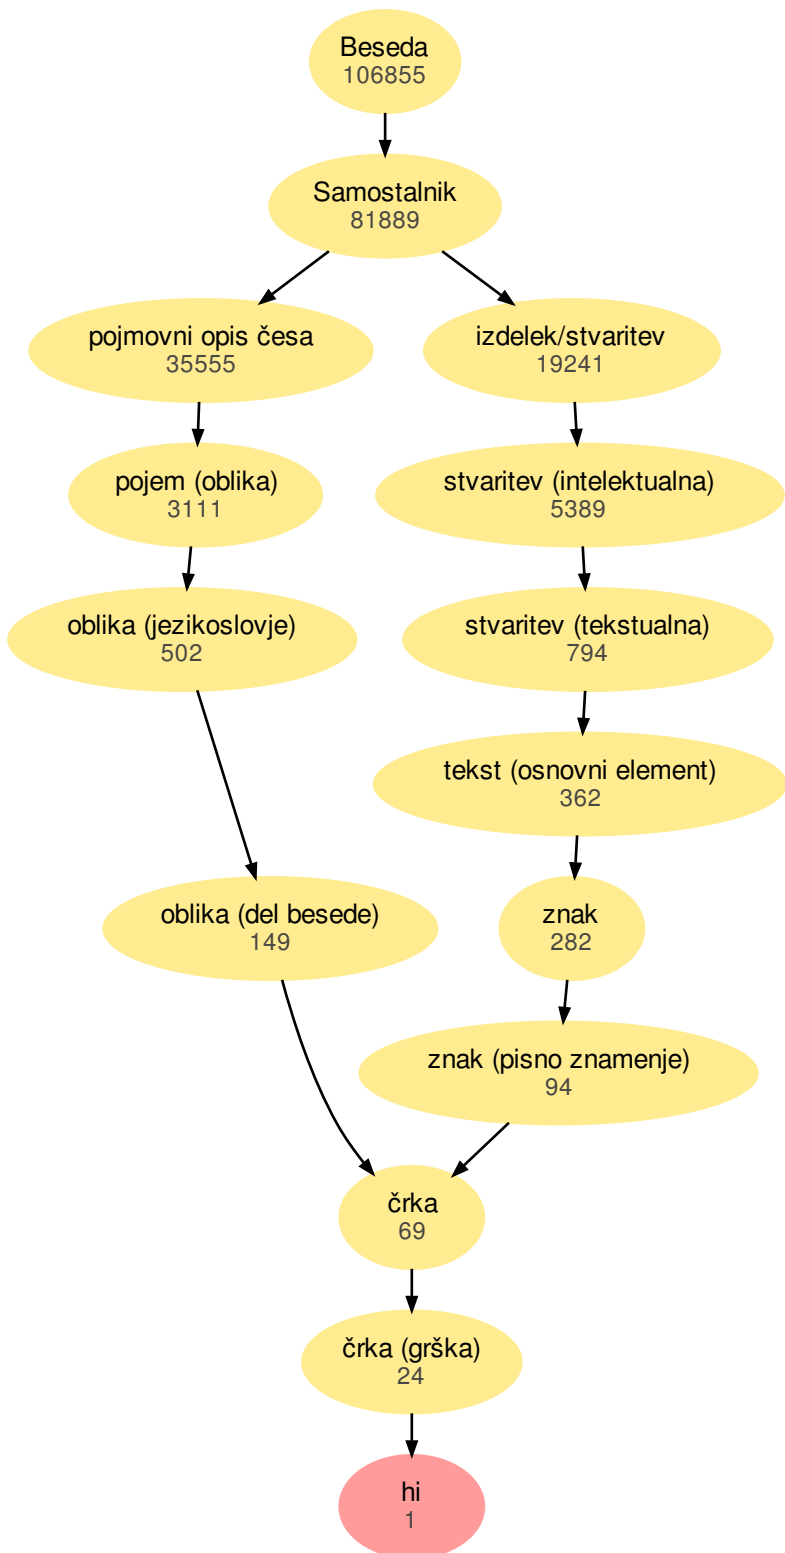 Beseda
106855
Samostalnik
81889
pojmovni opis česa
35555
izdelek/stvaritev
19241
pojem (oblika)
3111
stvaritev (intelektualna)
5389
oblika (jezikoslovje)
502
stvaritev (tekstualna)
794
tekst (osnovni element)
362
oblika (del besede)
149
znak
282
znak (pisno znamenje)
94
črka
69
črka (grška)
24
hi
1